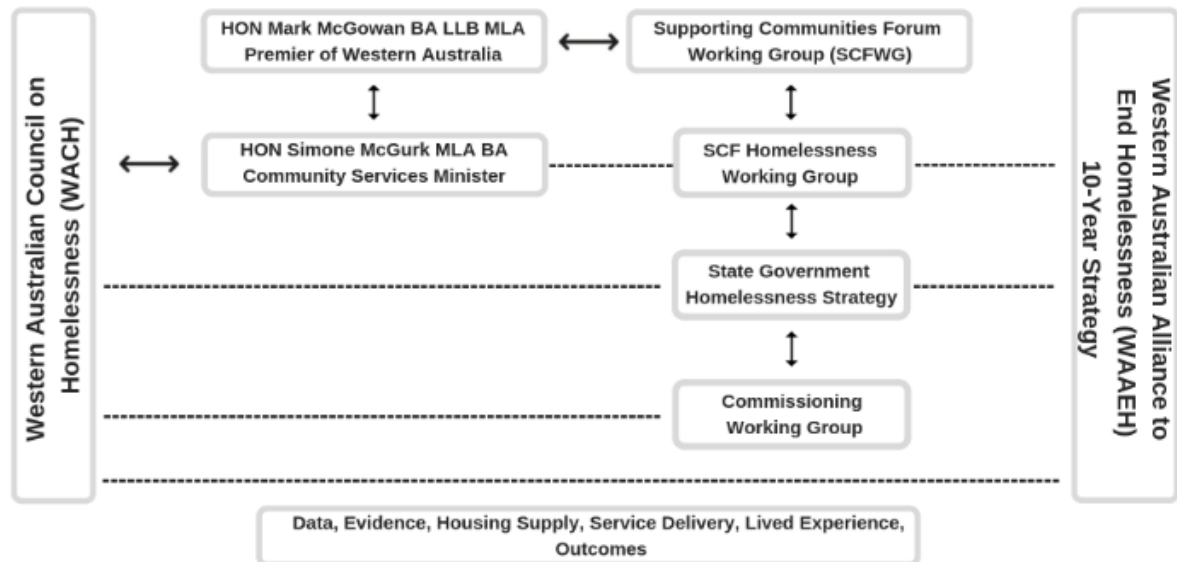 Western Australian Council on
Homelessness (WACH)
HON Mark McGowan BA LLB MLA
Premier of Western Australia
Supporting Communities Forum
Working Group (SCFWG)
HON Simone McGurk MLA BA
Community Services Minister
SCF Homelessness
Working Group
State Government
Homelessness Strategy
Commissioning
Working Group
Data, Evidence, Housing Supply, Service Delivery, Lived Experience,
Outcomes
Western Australian Alliance to
End Homelessness (WAAEH)
10-Year Strategy